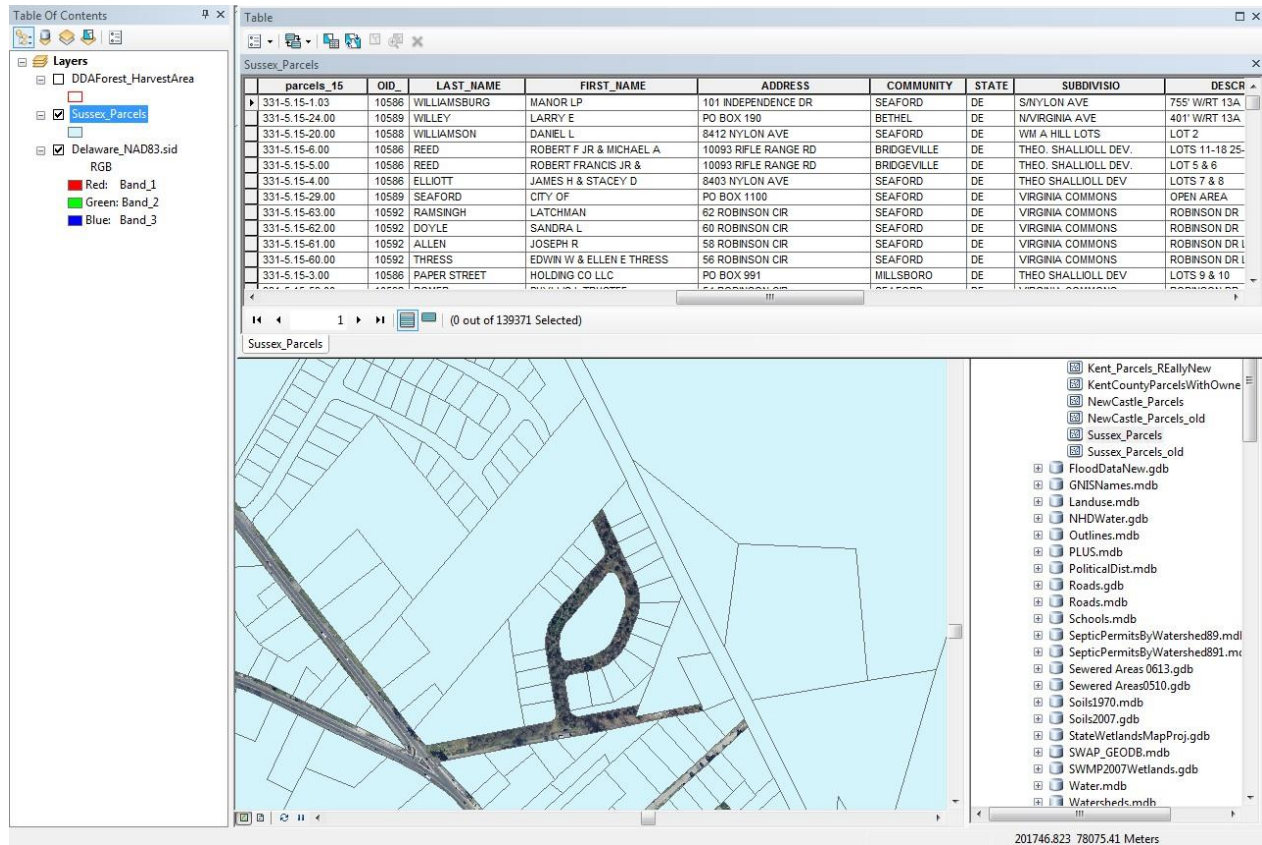 Table Of Contents
Layers
DDAForest_HarvestArea
Sussex_Parcels
Delaware_NAD83.sid
RGB
Red: Band_1
Green: Band_2
Blue: Band_3
Table
Sussex_Parcels
parcels_15 OID_ LAST_NAME FIRST_NAME ADDRESS COMMUNITY STATE SUBDIVISIO DESCR
331-5.15-1.03 10586 WILLIAMSBURG MANOR LP 101 INDEPENDENCE DR SEAFORD DE S/NYLON AVE 755' W/RT 13A
331-5.15-24.00 10589 WILLEY LARRY E PO BOX 190 BETHEL DE N/VIRGINIA AVE 401' W/RT 13A
331-5.15-20.00 10588 WILLIAMSON DANIEL L 8412 NYLON AVE SEAFORD DE WM A HILL LOTS LOT 2
331-5.15-6.00 10586 REED ROBERT F JR & MICHAEL A 10093 RIFLE RANGE RD BRIDGEVILLE DE THEO. SHALLIOLL DEV. LOTS 11-18 25-
331-5.15-5.00 10586 REED ROBERT FRANCIS JR & 10093 RIFLE RANGE RD BRIDGEVILLE DE THEO. SHALLIOLL DEV. LOT 5 & 6
331-5.15-4.00 10586 ELLIOTT JAMES H & STACEY D 8403 NYLON AVE SEAFORD DE THEO SHALLIOLL DEV LOTS 7 & 8
331-5.15-29.00 10589 SEAFORD CITY OF PO BOX 1100 SEAFORD DE VIRGINIA COMMONS OPEN AREA
331-5.15-63.00 10592 RAMSINGH LATCHMAN 62 ROBINSON CIR SEAFORD DE VIRGINIA COMMONS ROBINSON DR
331-5.15-62.00 10592 DOYLE SANDRA L 60 ROBINSON CIR SEAFORD DE VIRGINIA COMMONS ROBINSON DR
331-5.15-61.00 10592 ALLEN JOSEPH R 58 ROBINSON CIR SEAFORD DE VIRGINIA COMMONS ROBINSON DR L
331-5.15-60.00 10592 THRESS EDWIN W & ELLEN E THRESS 56 ROBINSON CIR SEAFORD DE VIRGINIA COMMONS ROBINSON DR L
331-5.15-3.00 10586 PAPER STREET HOLDING CO LLC PO BOX 991 MILLSBORO DE THEO SHALLIOLL DEV LOTS 9 & 10
1 (0 out of 139371 Selected)
Sussex_Parcels
Kent_Parcels_REallyNew
KentCountyParcelsWithOwne
NewCastle_Parcels
NewCastle_Parcels_old
Sussex_Parcels
Sussex_Parcels_old
FloodDataNew.gdb
GNISNames.mdb
Landuse.mdb
NHDWater.gdb
Outlines.mdb
PLUS.mdb
PoliticalDist.mdb
Roads.gdb
Roads.mdb
Schools.mdb
SepticPermitsByWatershed89.mdl
SepticPermitsByWatershed891.mc
Sewered Areas 0613.gdb
Sewered Areas0510.gdb
Soils1970.mdb
Soils2007.gdb
StateWetlandsMapProj.gdb
SWAP_GEODB.mdb
SWMP2007Wetlands.gdb
Water.mdb
Watersheds.mdb
201746.823 78075.41 Meters